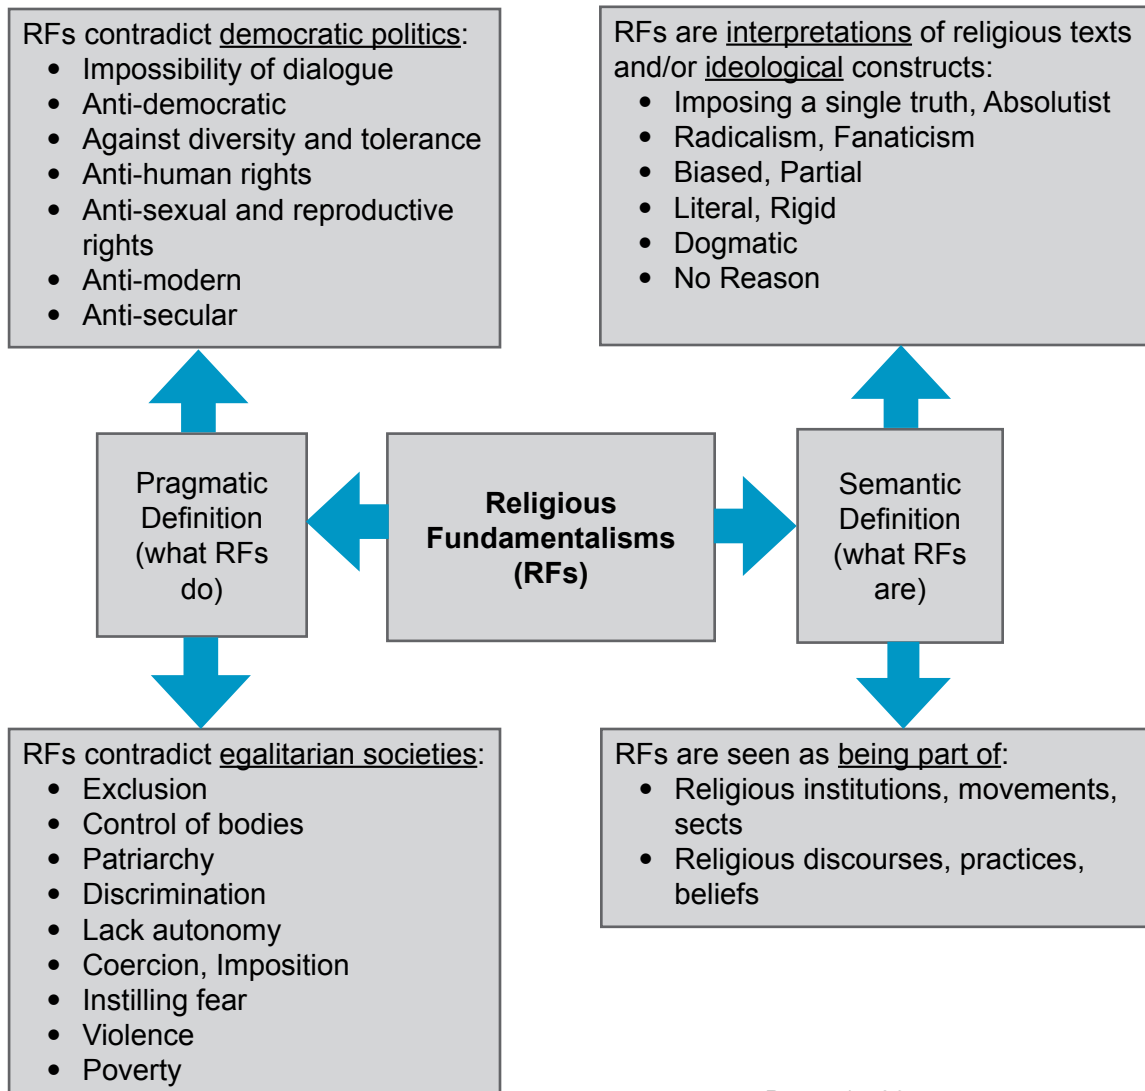 RFs contradict democratic politics:
• Impossibility of dialogue
• Anti-democratic
• Against diversity and tolerance
• Anti-human rights
• Anti-sexual and reproductive
rights
• Anti-modern
• Anti-secular
RFs are interpretations of religious texts
and/or ideological constructs:
• Imposing a single truth, Absolutist
• Radicalism, Fanaticism
• Biased, Partial
• Literal, Rigid
• Dogmatic
• No Reason
Pragmatic
Definition
(what RFs
do)
Religious
Fundamentalisms
(RFs)
Semantic
Definition
(what RFs
are)
RFs contradict egalitarian societies:
• Exclusion
• Control of bodies
• Patriarchy
• Discrimination
• Lack autonomy
• Coercion, Imposition
• Instilling fear
• Violence
• Poverty
RFs are seen as being part of:
• Religious institutions, movements,
sects
• Religious discourses, practices,
beliefs